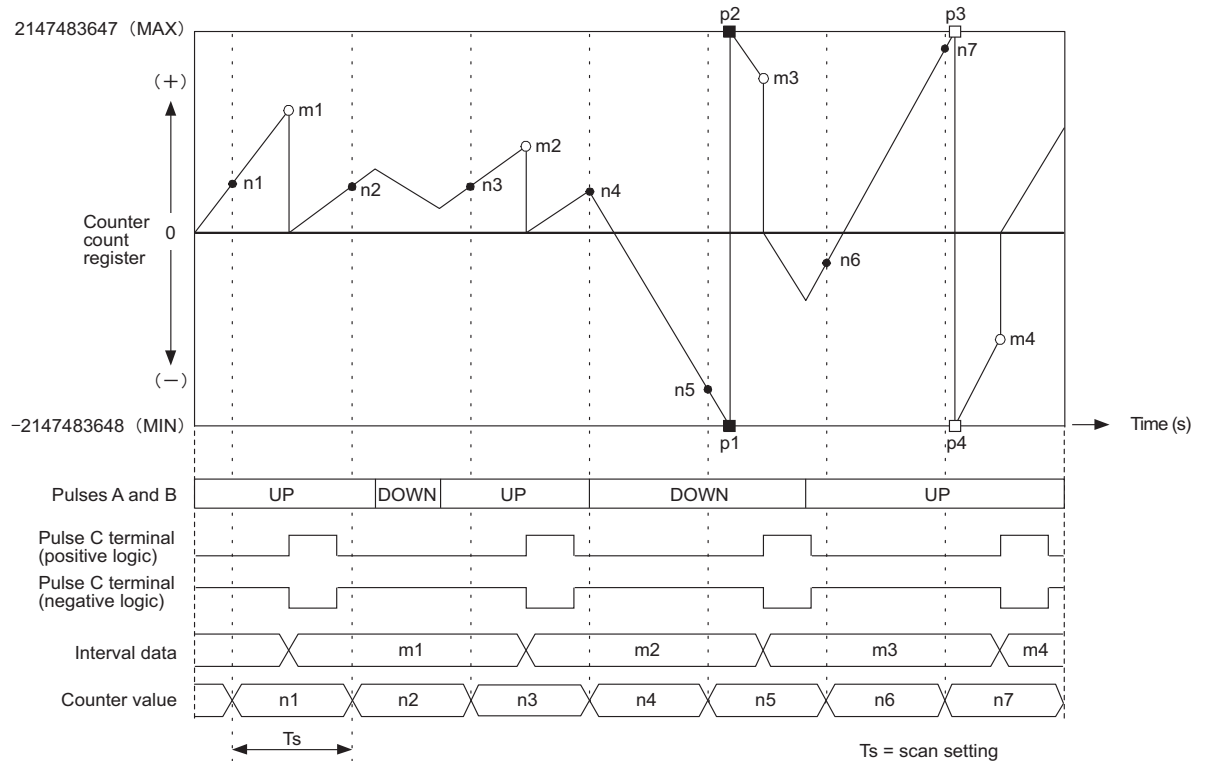 p2
p3
2147483647 (MAX)
n7
(+)
m3
m1
m2
n1
n2
n3
n4
Counter
count
register
0
n6
m4
(−)
n5
−2147483648 (MIN)
Time (s)
p1
p4
Pulses A and B
UP
DOWN
UP
DOWN
UP
Pulse C terminal
(positive logic)
Pulse C terminal
(negative logic)
Interval data
m1
m2
m3
m4
Counter value
n1
n2
n3
n4
n5
n6
n7
Ts
Ts = scan setting